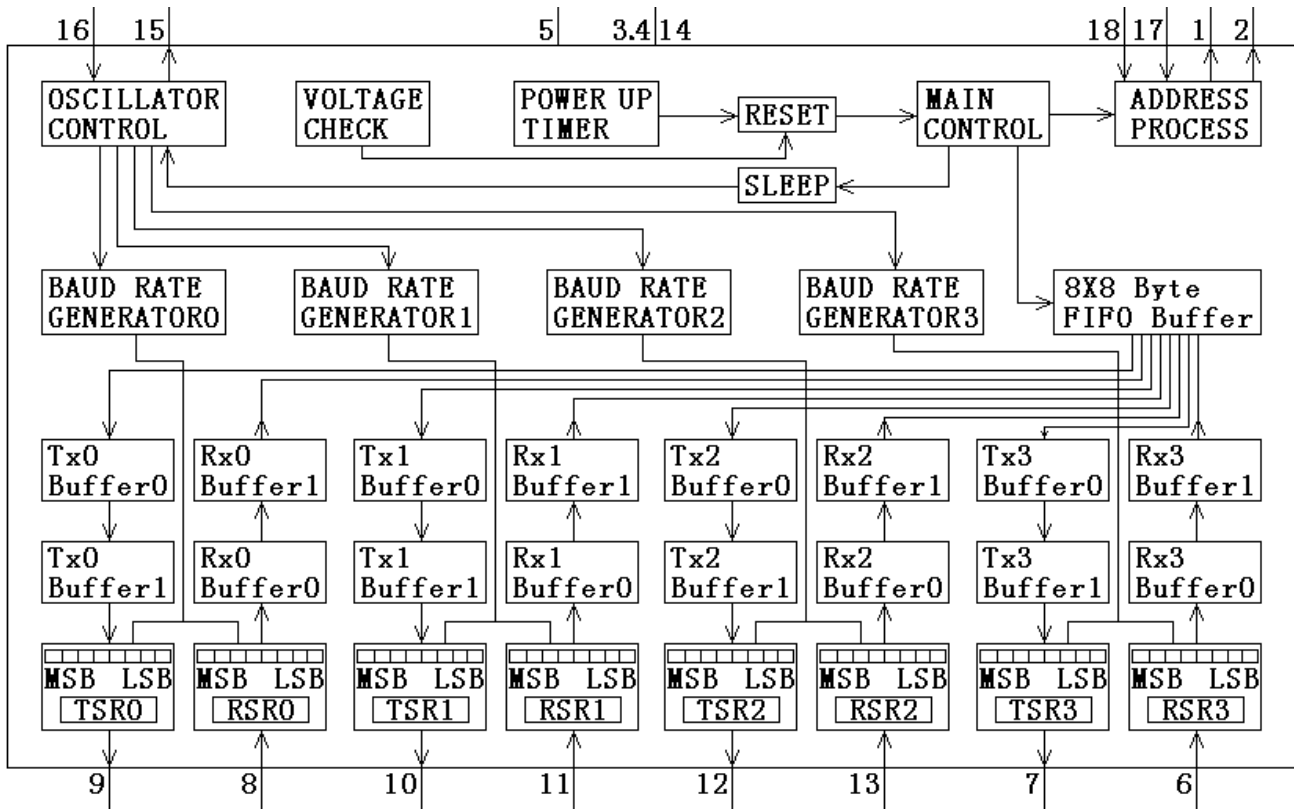 16 15 5 3.4 14 18 17 1 2
OSCILLATOR
CONTROL
VOLTAGE
CHECK
POWER UP
TIMER
RESET
MAIN
CONTROL
ADDRESS
PROCESS
SLEEP
BAUD RATE
GENERATOR0
BAUD RATE
GENERATOR1
BAUD RATE
GENERATOR2
BAUD RATE
GENERATOR3
8X8 Byte
FIFO Buffer
Tx0
Buffer0
Rx0
Buffer1
Tx1
Buffer0
Rx1
Buffer1
Tx2
Buffer0
Rx2
Buffer1
Tx3
Buffer0
Rx3
Buffer1
Tx0
Buffer1
Rx0
Buffer0
Tx1
Buffer1
Rx1
Buffer0
Tx2
Buffer1
Rx2
Buffer0
Tx3
Buffer1
Rx3
Buffer0
MSB LSB
TSR0
MSB LSB
RSR0
MSB LSB
TSR1
MSB LSB
RSR1
MSB LSB
TSR2
MSB LSB
RSR2
MSB LSB
TSR3
MSB LSB
RSR3
9 8 10 11 12 13 7 6